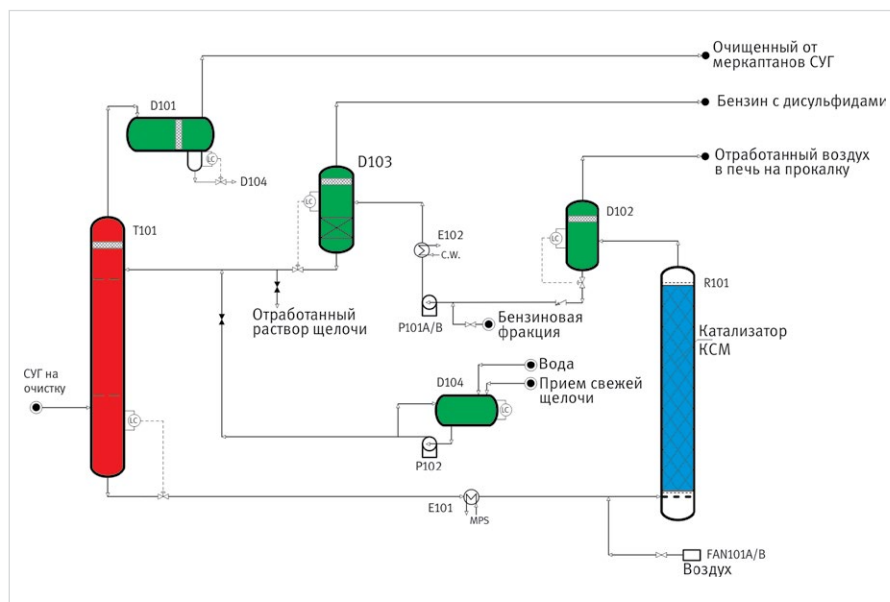 Очищенный от
меркаптанов СУГ
D101
Бензин с дисульфидами
LC
D104
D103
Отработанный воздух
в печь на прокалку
LC
D102
T101
E102
C.W.
LC
R101
Отработанный
раствор щелочи
P101A/B
Бензиновая
фракция
Катализатор
КСМ
СУГ на
очистку
Вода
D104
Прием свежей
щелочи
LC
LC
P102
E101
MPS
FAN101A/B
Воздух